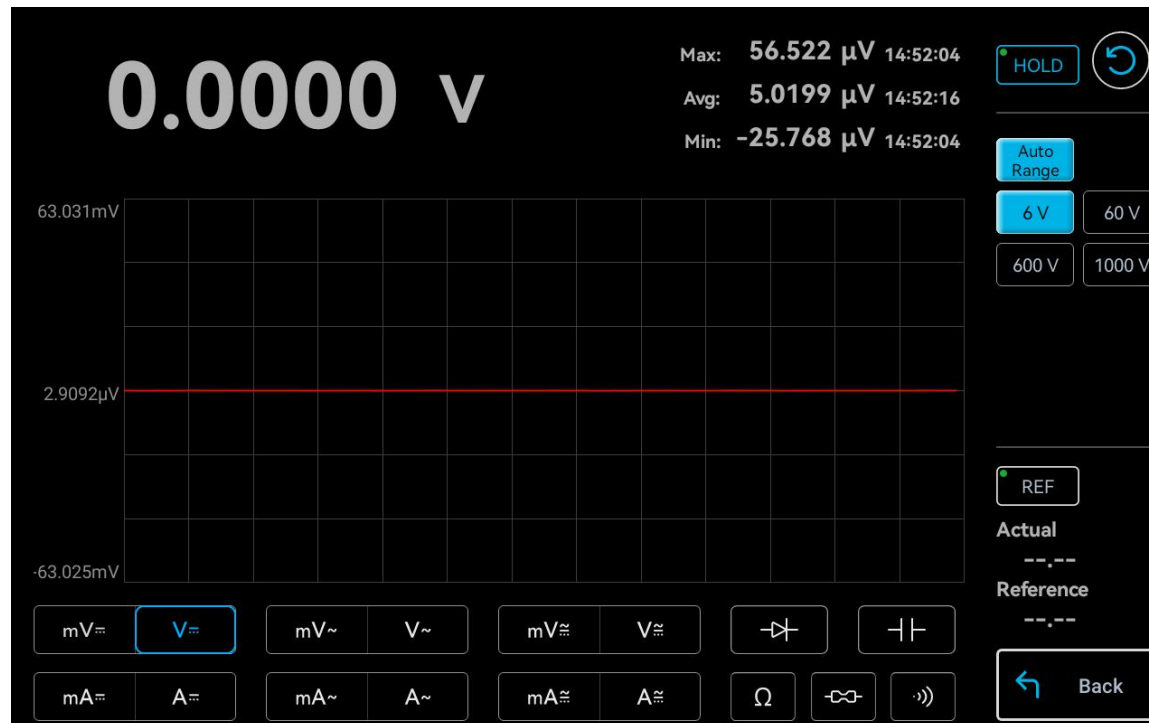 0.0000 V
Max: 56.522 µV 14:52:04
Avg: 5.0199 µV 14:52:16
Min: -25.768 µV 14:52:04
HOLD
Auto
Range
6 V
60 V
600 V
1000 V
63.031mV
2.9092µV
-63.025mV
REF
Actual
--.--
Reference
--.--
mV⎓
V⎓
mV~
V~
mV≅
V≅
mA⎓
A⎓
mA~
A~
mA≅
A≅
Ω
Back